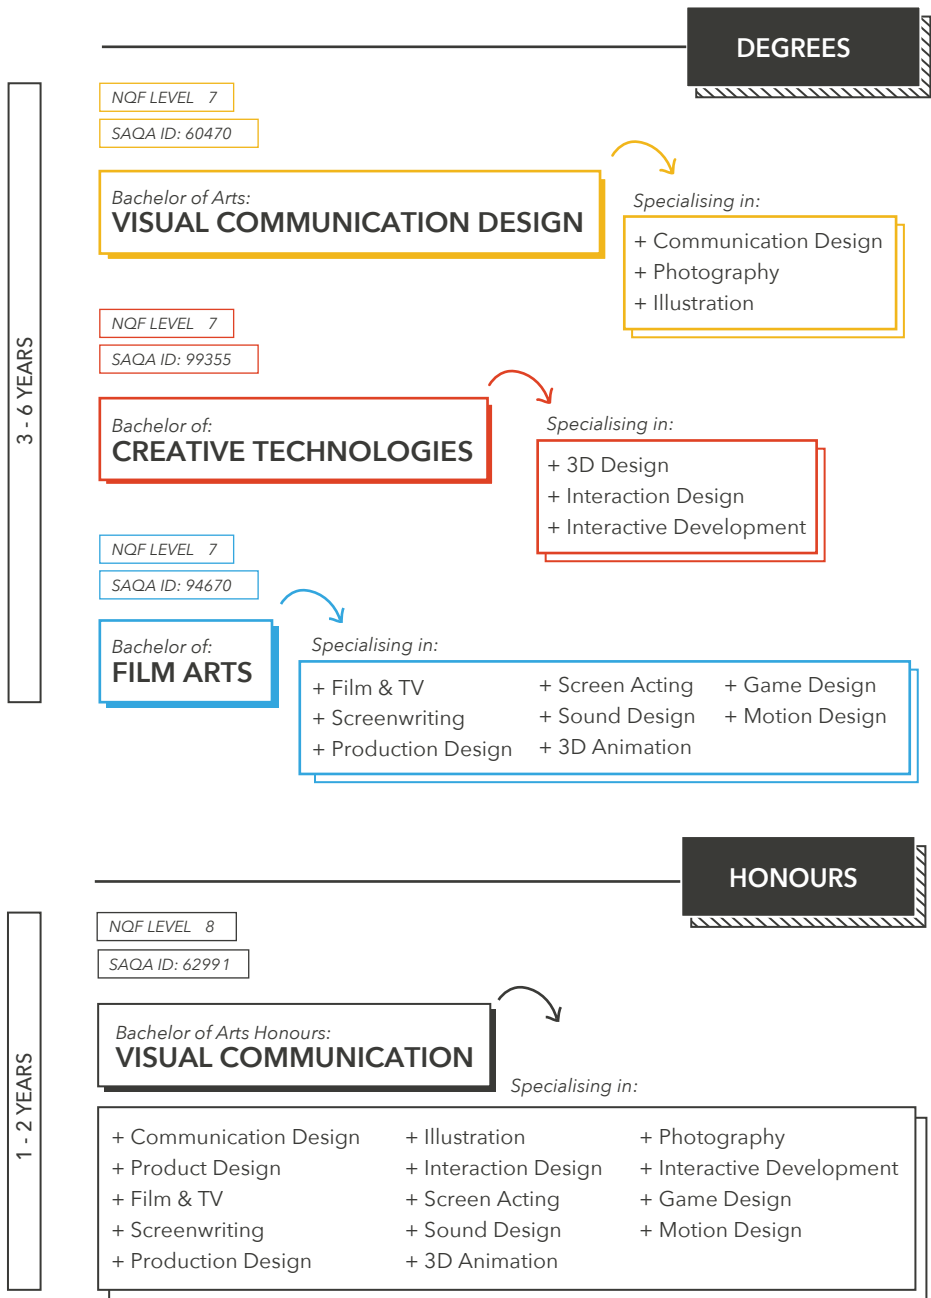 DEGREES
3 - 6 YEARS
NQF LEVEL 7
SAQA ID: 60470
Bachelor of Arts:
VISUAL COMMUNICATION DESIGN
Specialising in:
+ Communication Design
+ Photography
+ Illustration
NQF LEVEL 7
SAQA ID: 99355
Bachelor of:
CREATIVE TECHNOLOGIES
Specialising in:
+ 3D Design
+ Interaction Design
+ Interactive Development
NQF LEVEL 7
SAQA ID: 94670
Bachelor of:
FILM ARTS
Specialising in:
+ Film & TV
+ Screenwriting
+ Production Design
+ Screen Acting
+ Sound Design
+ 3D Animation
+ Game Design
+ Motion Design
HONOURS
1 - 2 YEARS
NQF LEVEL 8
SAQA ID: 62991
Bachelor of Arts Honours:
VISUAL COMMUNICATION
Specialising in:
+ Communication Design
+ Product Design
+ Film & TV
+ Screenwriting
+ Production Design
+ Illustration
+ Interaction Design
+ Screen Acting
+ Sound Design
+ 3D Animation
+ Photography
+ Interactive Development
+ Game Design
+ Motion Design